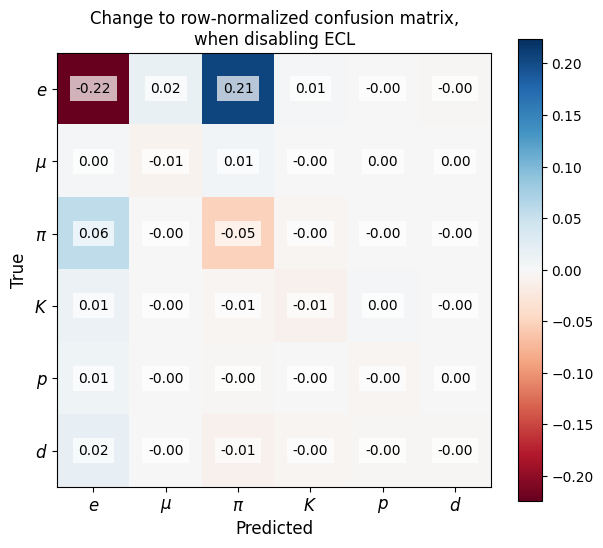 Change to row-normalized confusion matrix,
when disabling ECL
e -0.22 0.02 0.21 0.01 -0.00 -0.00
μ 0.00 -0.01 0.01 -0.00 0.00 0.00
π 0.06 -0.00 -0.05 -0.00 -0.00 -0.00
K 0.01 -0.00 -0.01 -0.01 0.00 -0.00
p 0.01 -0.00 -0.00 -0.00 -0.00 0.00
d 0.02 -0.00 -0.01 -0.00 -0.00 -0.00
e μ π K p d
True
Predicted
0.20
0.15
0.10
0.05
0.00
−0.05
−0.10
−0.15
−0.20